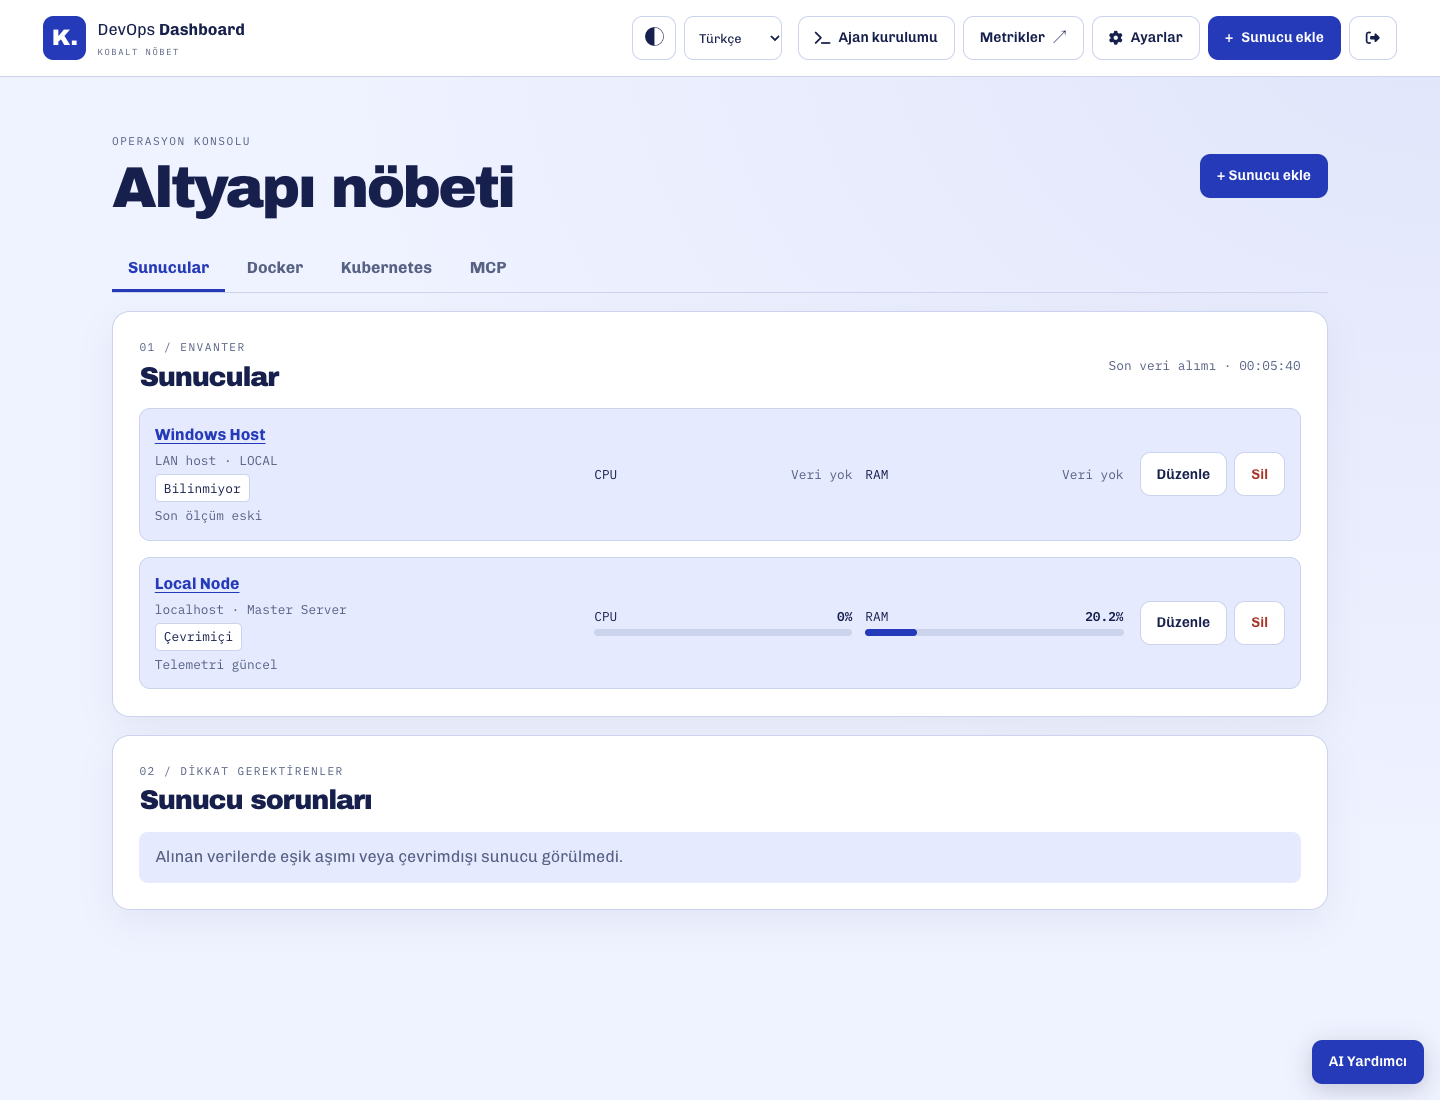 K.
DevOps Dashboard
KOBALT NÖBET
Türkçe
Ajan kurulumu
Metrikler ↗
Ayarlar
+ Sunucu ekle
OPERASYON KONSOLU
Altyapı nöbeti
+ Sunucu ekle
Sunucular
Docker
Kubernetes
MCP
01 / ENVANTER
Sunucular
Son veri alımı · 00:05:40
Windows Host
LAN host · LOCAL
Bilinmiyor
Son ölçüm eski
CPU Veri yok
RAM Veri yok
Düzenle
Sil
Local Node
localhost · Master Server
Çevrimiçi
Telemetri güncel
CPU 0%
RAM 20.2%
Düzenle
Sil
02 / DİKKAT GEREKTİRENLER
Sunucu sorunları
Alınan verilerde eşik aşımı veya çevrimdışı sunucu görülmedi.
AI Yardımcı